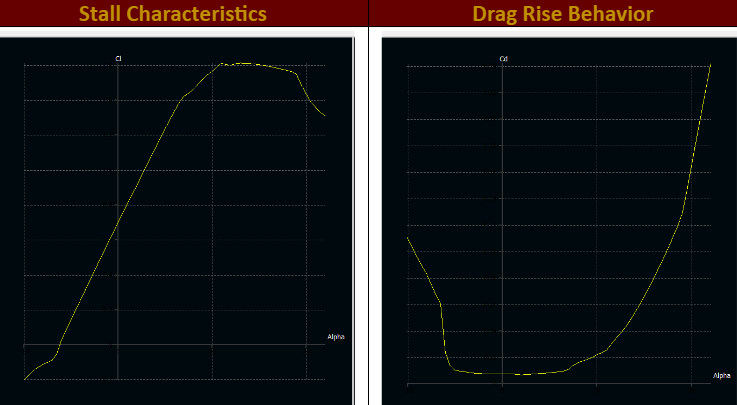 Stall Characteristics
Drag Rise Behavior
Cl
Alpha
Cd
Alpha